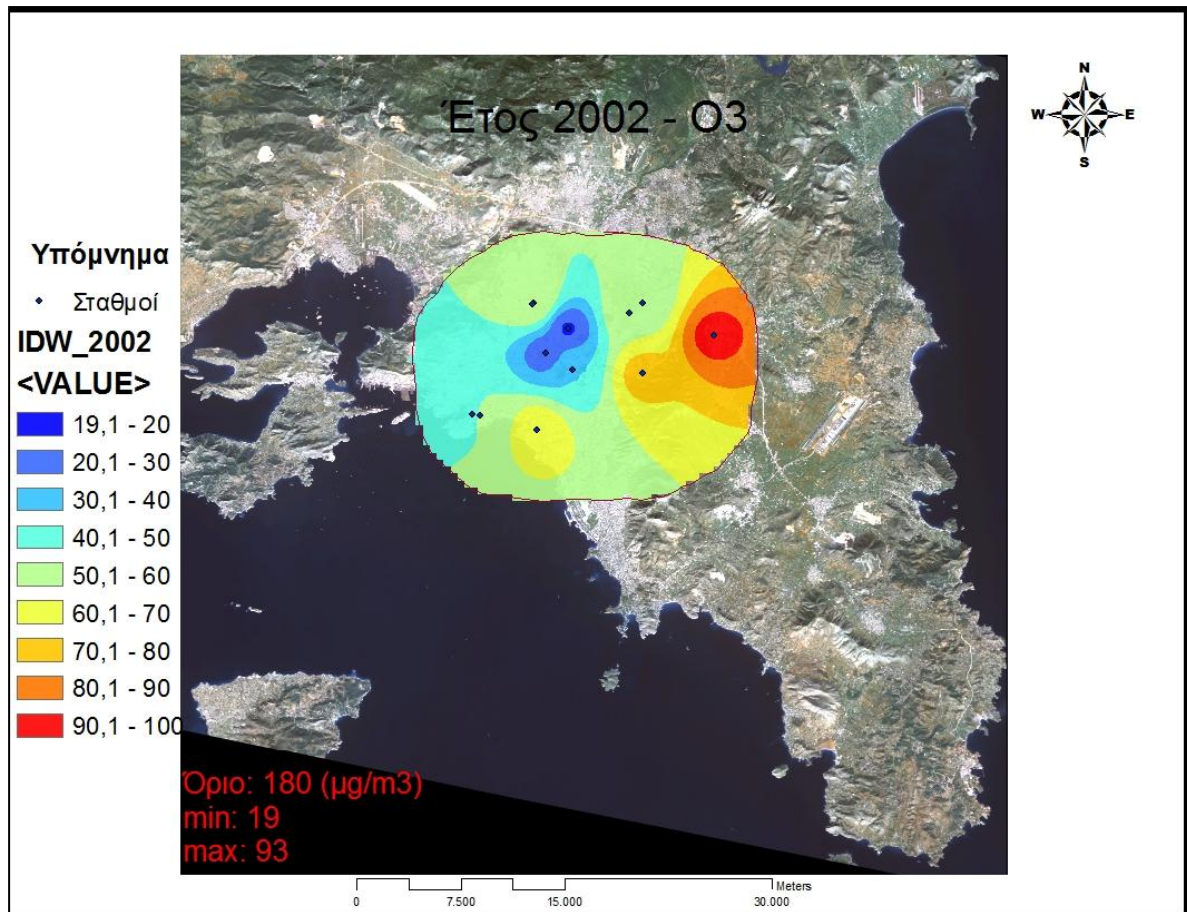 Έτος 2002 - O3
N
W E
S
Υπόμνημα
Σταθμοί
IDW_2002
<VALUE>
19,1 - 20
20,1 - 30
30,1 - 40
40,1 - 50
50,1 - 60
60,1 - 70
70,1 - 80
80,1 - 90
90,1 - 100
Όριο: 180 (μg/m3)
min: 19
max: 93
Meters
0 7.500 15.000 30.000